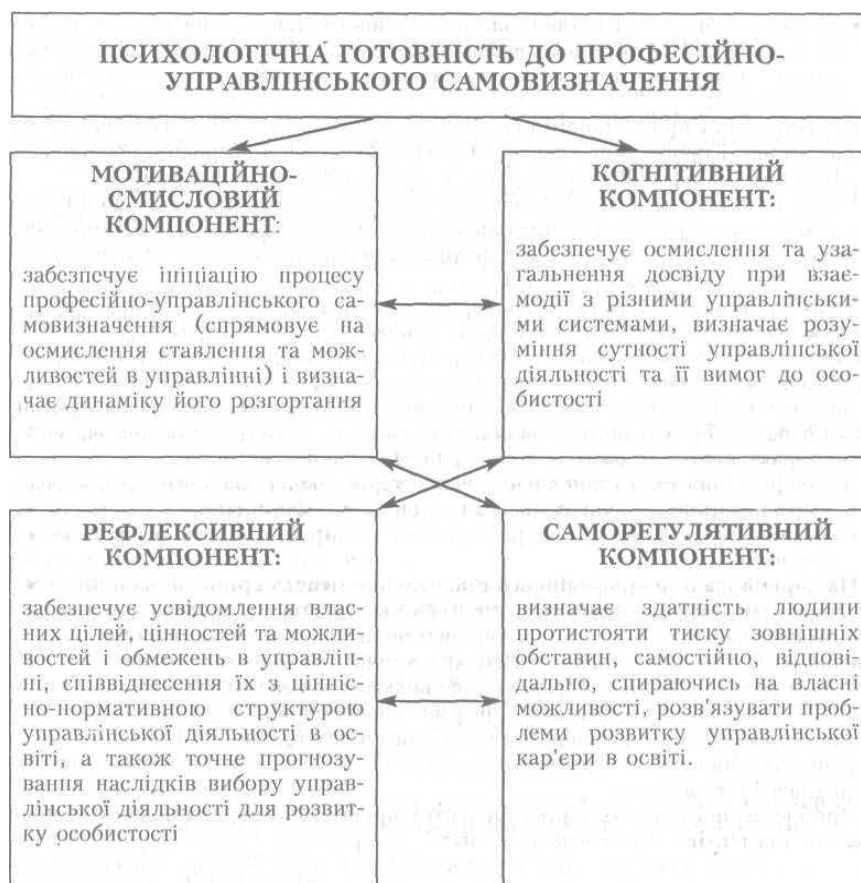 ПСИХОЛОГІЧНА ГОТОВНІСТЬ ДО ПРОФЕСІЙНО-
УПРАВЛІНСЬКОГО САМОВИЗНАЧЕННЯ
МОТИВАЦІЙНО-
СМИСЛОВИЙ
КОМПОНЕНТ:
забезпечує ініціацію процесу
професійно-управлінського са-
мовизначення (спрямовує на
осмислення ставлення та мож-
ливостей в управлінні) і визна-
чає динаміку його розгортання
КОГНІТИВНИЙ
КОМПОНЕНТ:
забезпечує осмислення та уза-
гальнення досвіду при взає-
модії з різними управлінськи-
ми системами, визначає розу-
міння сутності управлінської
діяльності та її вимог до осо-
бистості
РЕФЛЕКСИВНИЙ
КОМПОНЕНТ:
забезпечує усвідомлення влас-
них цілей, цінностей та можли-
востей і обмежень в управлін-
ні, співвіднесення їх з цінніс-
но-нормативною структурою
управлінської діяльності в ос-
віті, а також точне прогнозу-
вання наслідків вибору управ-
лінської діяльності для розвит-
ку особистості
САМОРЕГУЛЯТИВНИЙ
КОМПОНЕНТ:
визначає здатність людини
протистояти тиску зовнішніх
обставин, самостійно, відпові-
дально, спираючись на власні
можливості, розв'язувати проб-
леми розвитку управлінської
кар'єри в освіті.